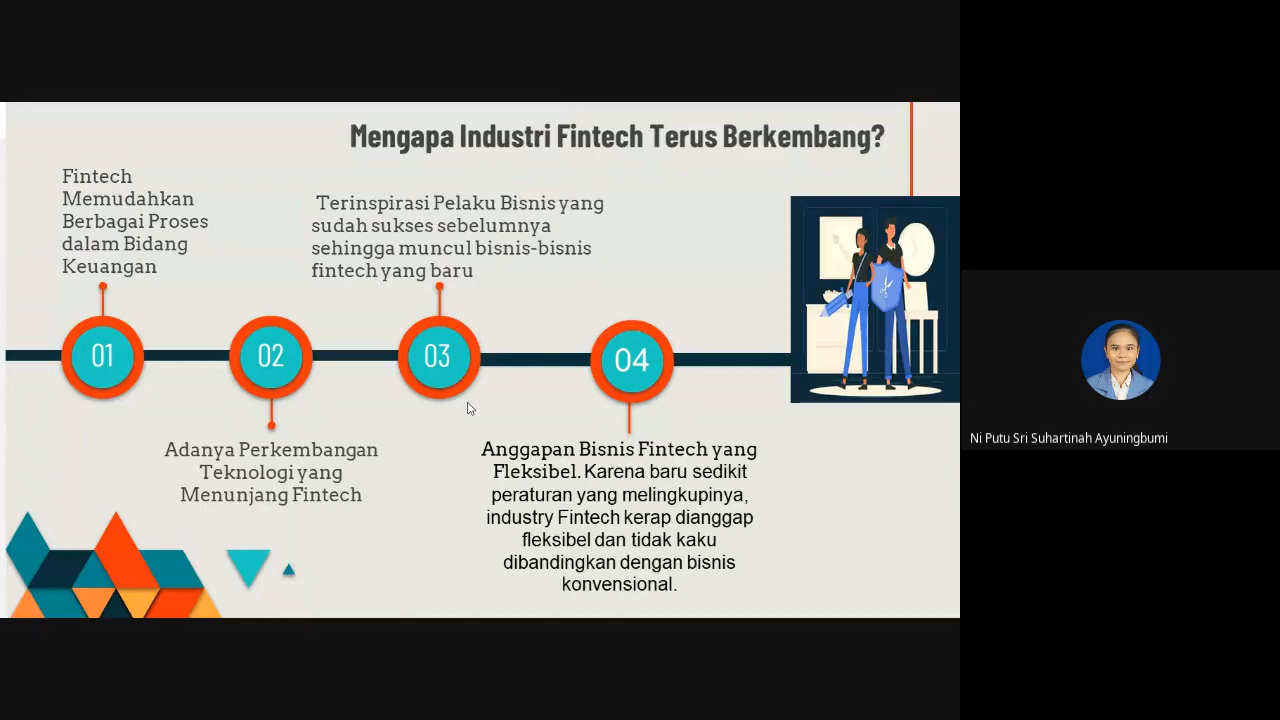 Mengapa Industri Fintech Terus Berkembang?
Fintech
Memudahkan
Berbagai Proses
dalam Bidang
Keuangan
Terinspirasi Pelaku Bisnis yang
sudah sukses sebelumnya
sehingga muncul bisnis-bisnis
fintech yang baru
01
02
03
04
Adanya Perkembangan
Teknologi yang
Menunjang Fintech
Anggapan Bisnis Fintech yang
Fleksibel. Karena baru sedikit
peraturan yang melingkupinya,
industry Fintech kerap dianggap
fleksibel dan tidak kaku
dibandingkan dengan bisnis
konvensional.
Ni Putu Sri Suhartinah Ayuningbumi